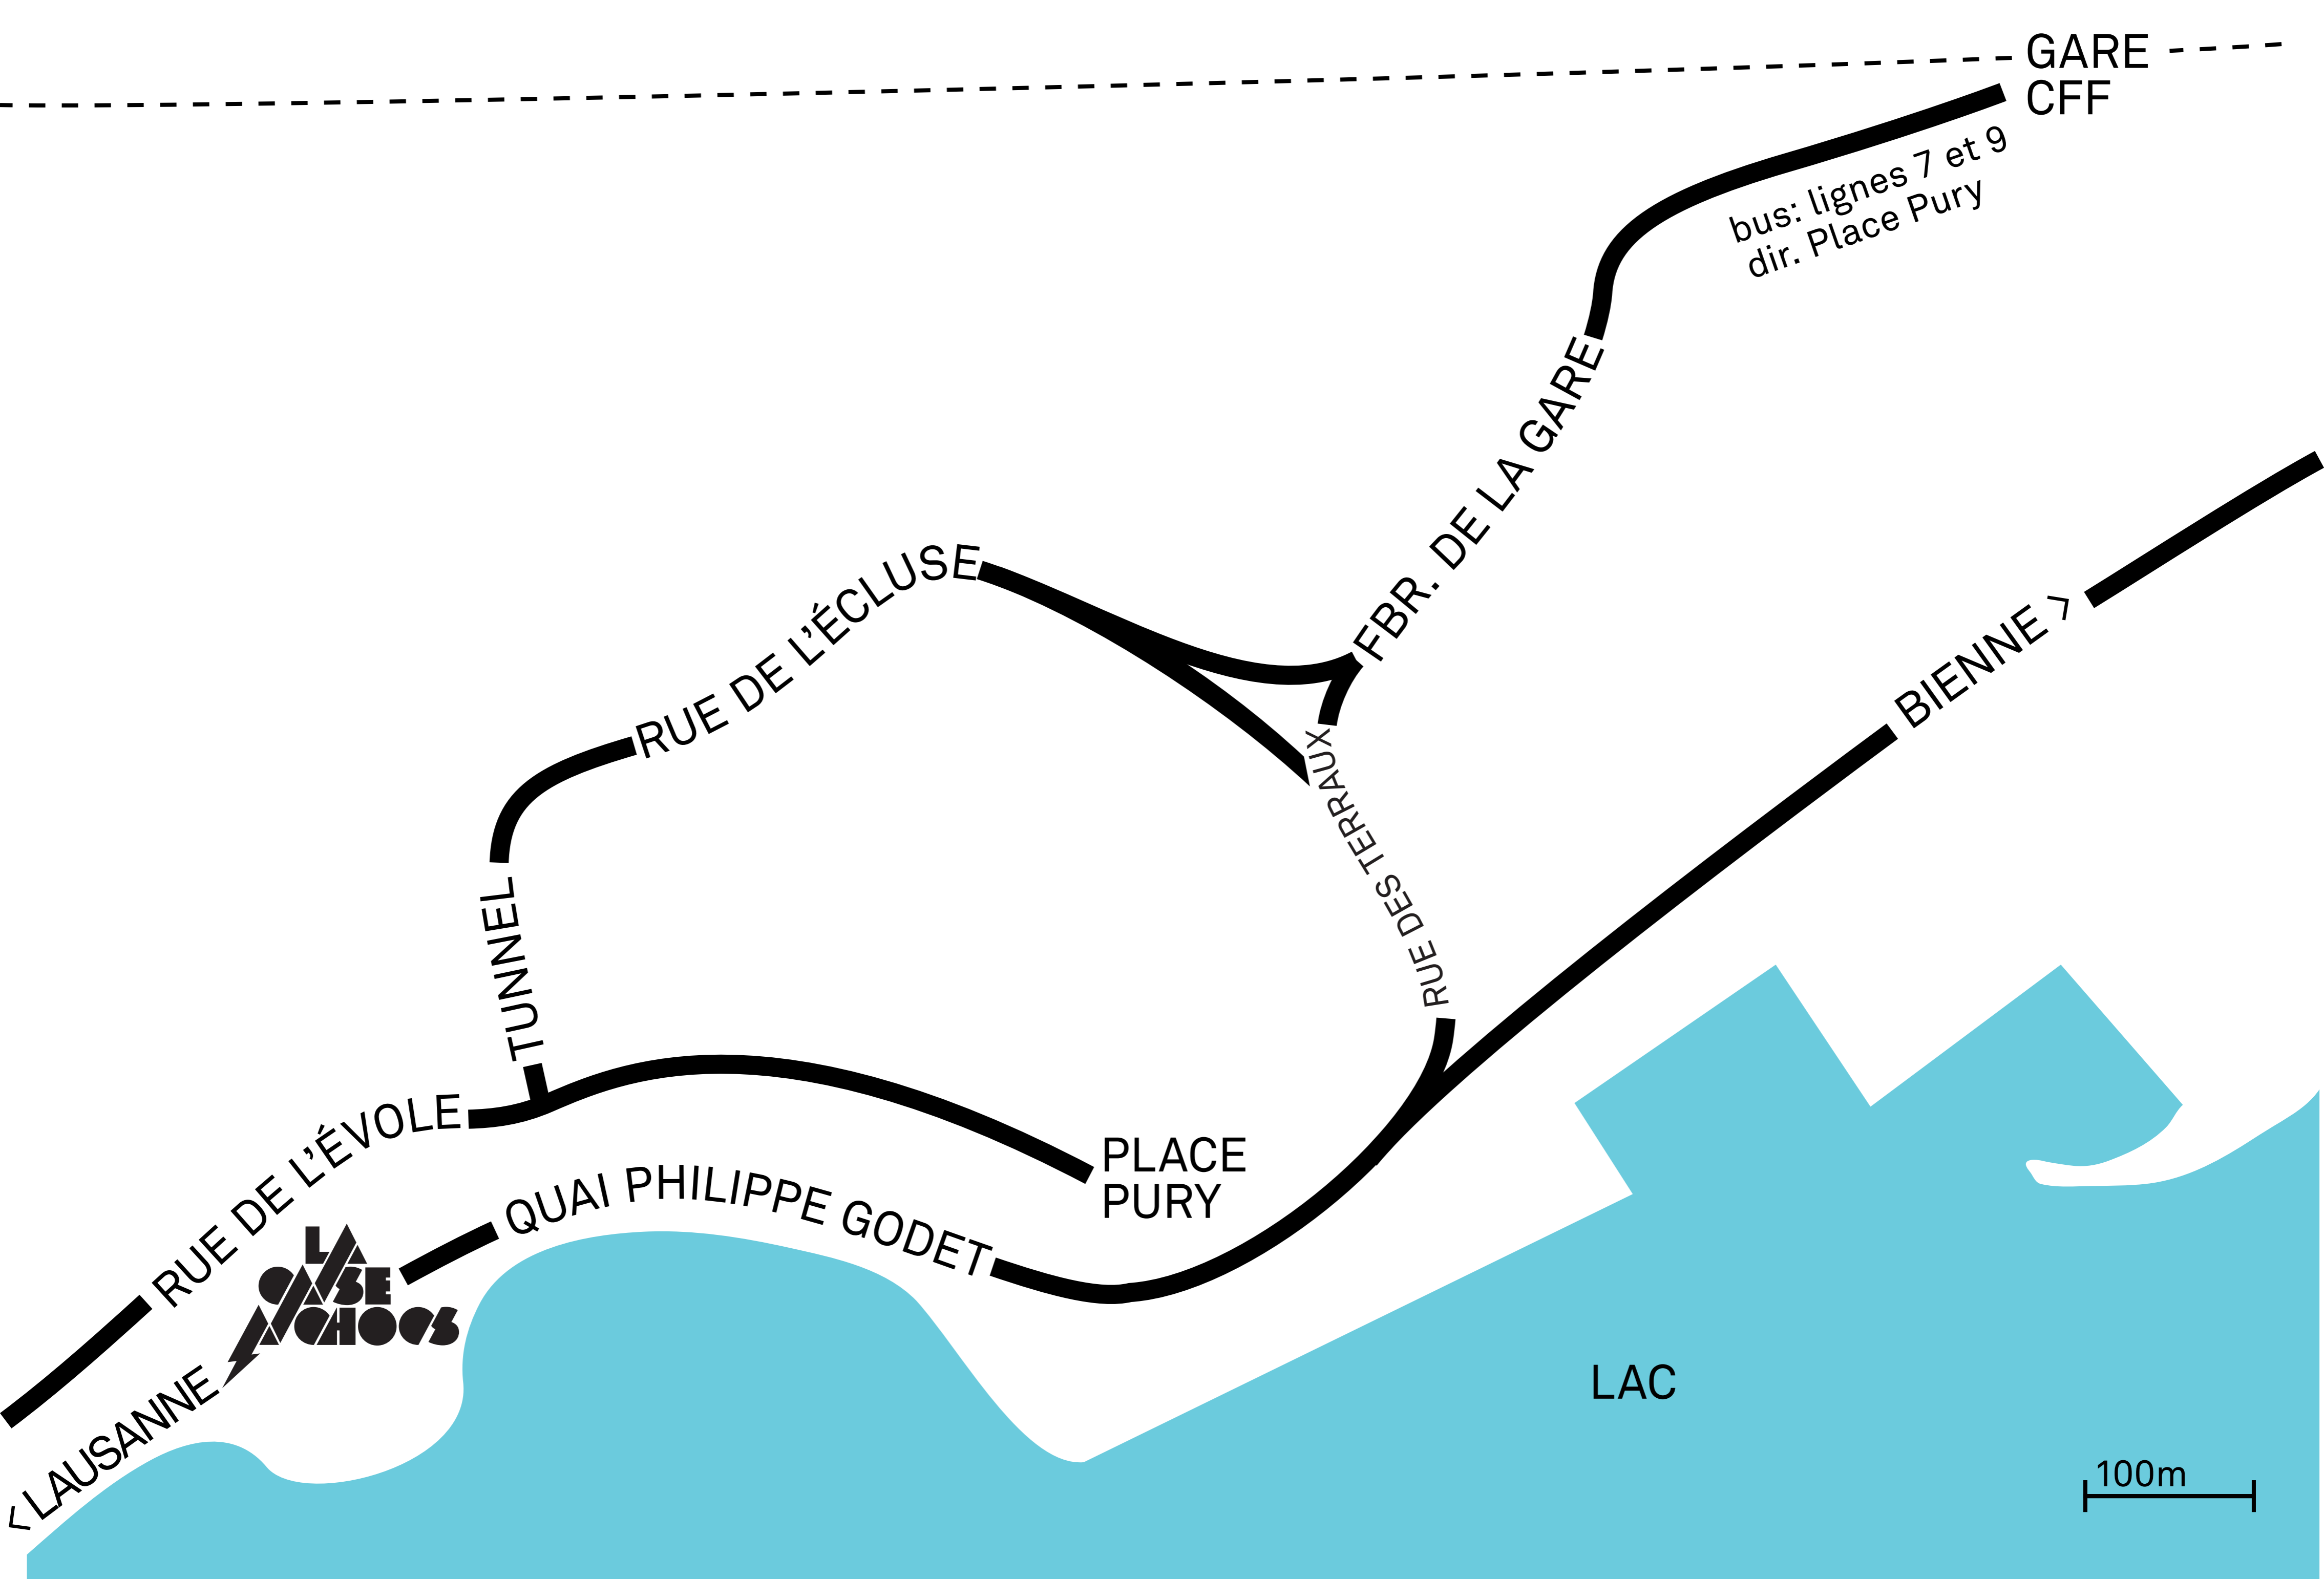 GARE
CFF
bus: lignes 7 et 9
dir. Place Pury
FBR. DE LA GARE
RUE DE L'ÉCLUSE
BIENNE >
RUE DES TERRAUX
TUNNEL
RUE DE L'ÉVOLE
PLACE
PURY
QUAI PHILIPPE GODET
LA
CASE
À CHOCS
< LAUSANNE
LAC
100m